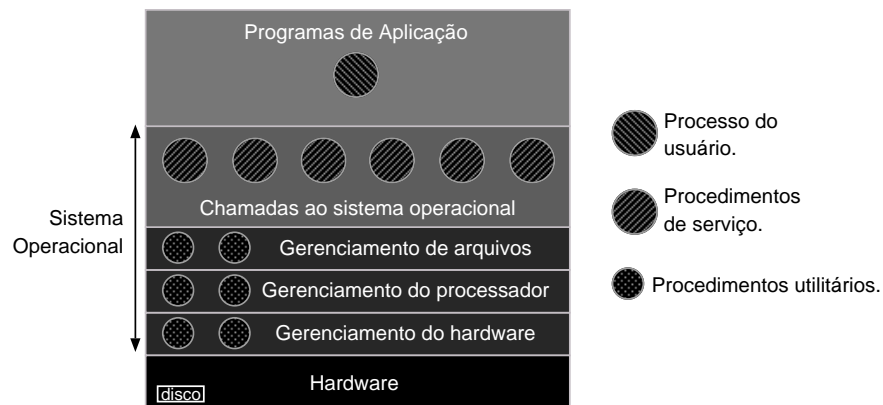 Programas de Aplicação
Chamadas ao sistema operacional
Sistema
Operacional
Gerenciamento de arquivos
Gerenciamento do processador
Gerenciamento do hardware
Hardware
disco
Processo do
usuário.
Procedimentos
de serviço.
Procedimentos utilitários.